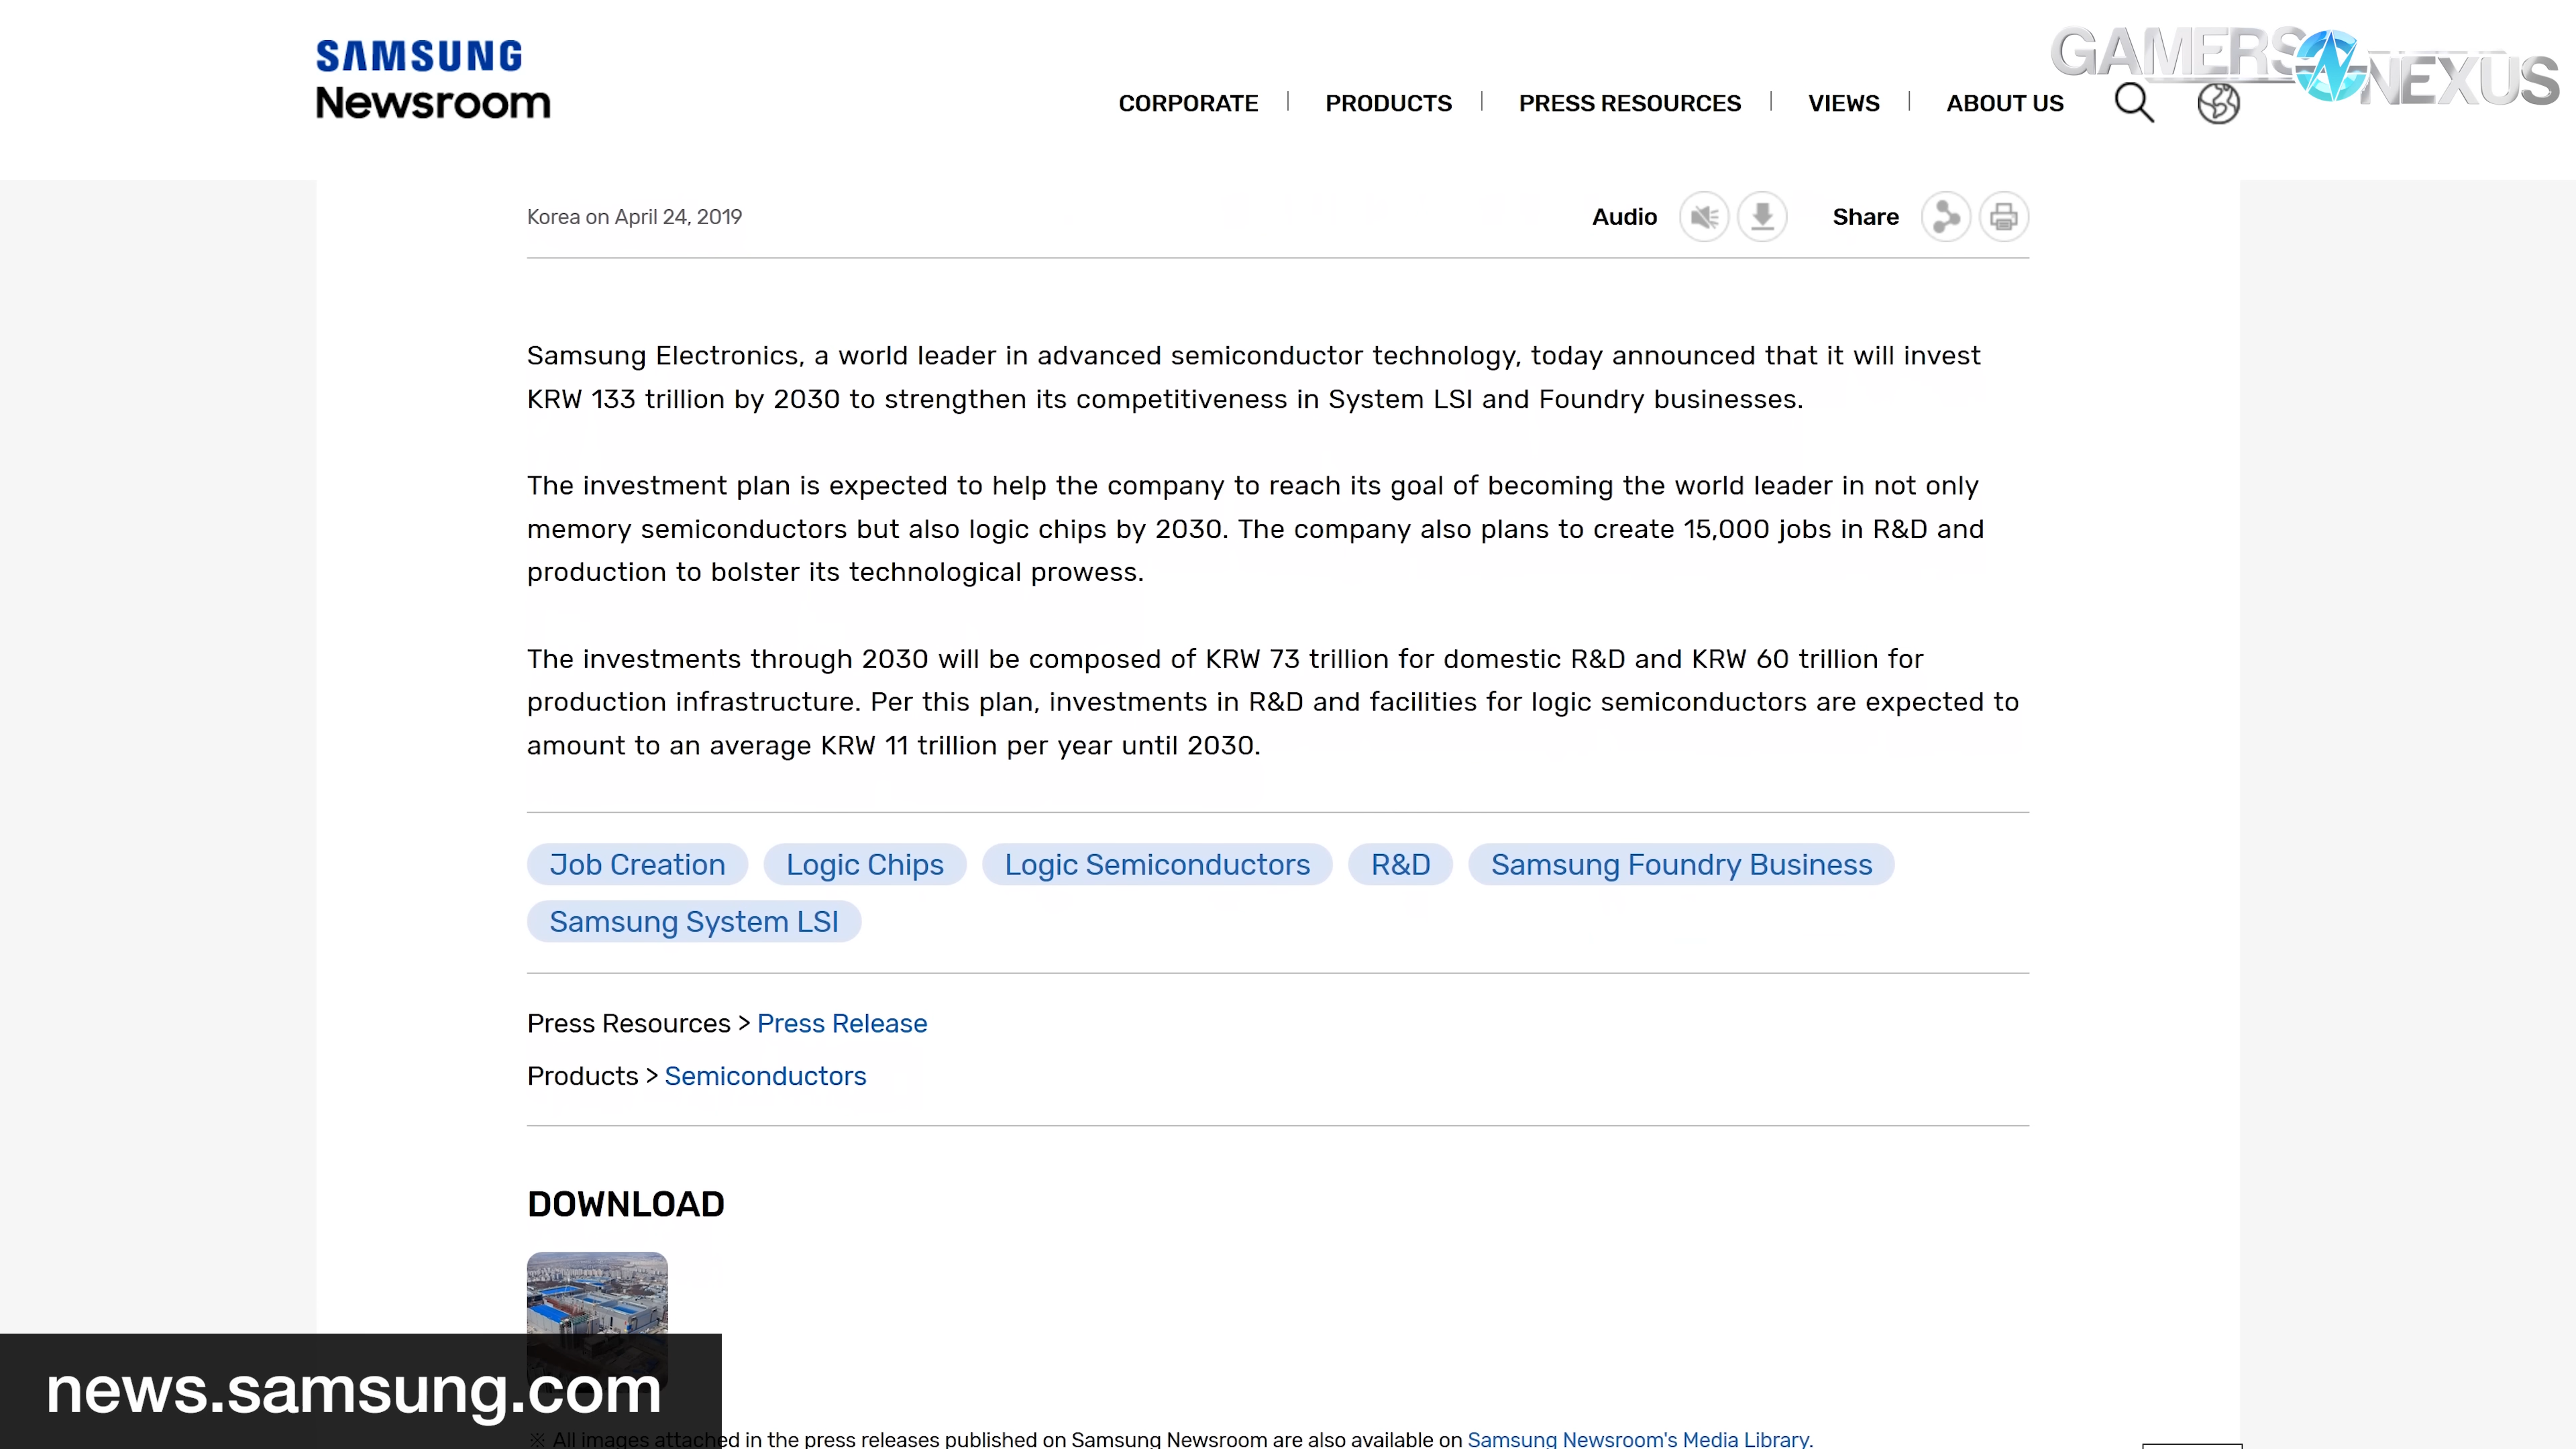 SAMSUNG
Newsroom
CORPORATE
PRODUCTS
PRESS RESOURCES
VIEWS
ABOUT US
GAMERS NEXUS
Korea on April 24, 2019
Audio
Share
Samsung Electronics, a world leader in advanced semiconductor technology, today announced that it will invest
KRW 133 trillion by 2030 to strengthen its competitiveness in System LSI and Foundry businesses.
The investment plan is expected to help the company to reach its goal of becoming the world leader in not only
memory semiconductors but also logic chips by 2030. The company also plans to create 15,000 jobs in R&D and
production to bolster its technological prowess.
The investments through 2030 will be composed of KRW 73 trillion for domestic R&D and KRW 60 trillion for
production infrastructure. Per this plan, investments in R&D and facilities for logic semiconductors are expected to
amount to an average KRW 11 trillion per year until 2030.
Job Creation
Logic Chips
Logic Semiconductors
R&D
Samsung Foundry Business
Samsung System LSI
Press Resources > Press Release
Products > Semiconductors
DOWNLOAD
news.samsung.com
※ All images attached in the press releases published on Samsung Newsroom are also available on Samsung Newsroom's Media Library.